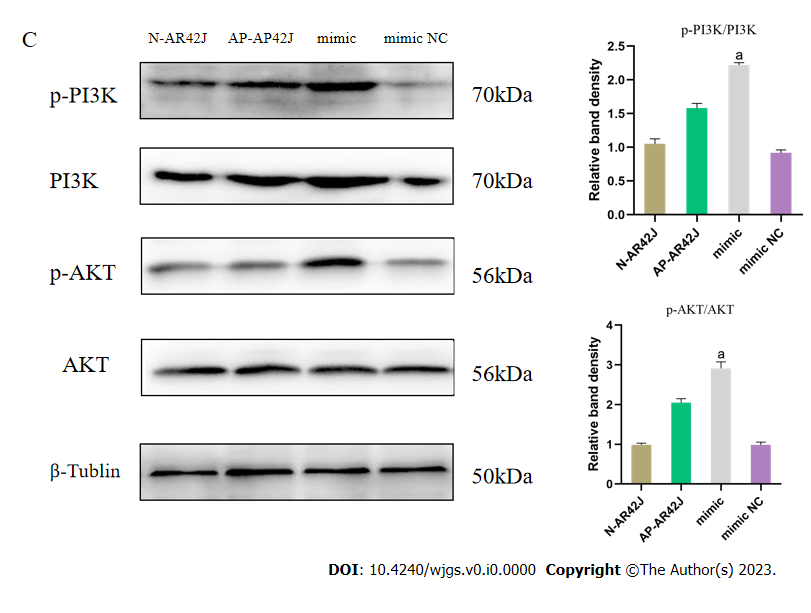 C
N-AR42J AP-AP42J mimic mimic NC
p-PI3K 70kDa
PI3K 70kDa
p-AKT 56kDa
AKT 56kDa
β-Tublin 50kDa
p-PI3K/PI3K
Relative band density
2.5
2.0
1.5
1.0
0.5
0.0
a
N-AR42J
AP-AR42J
mimic
mimic NC
p-AKT/AKT
Relative band density
4
3
2
1
0
a
N-AR42J
AP-AR42J
mimic
mimic NC
DOI: 10.4240/wjgs.v0.i0.0000 Copyright ©The Author(s) 2023.